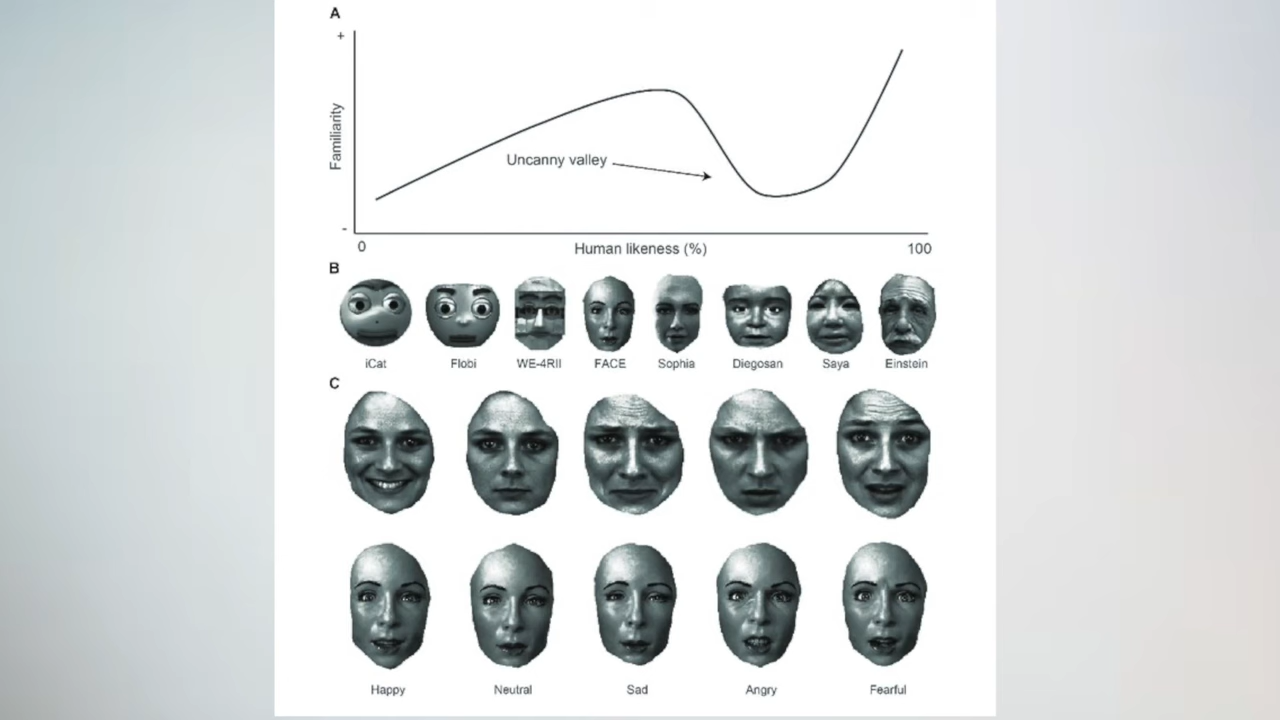 A
+
Familiarity
Uncanny valley
-
0
Human likeness (%)
100
B
iCat Flobi WE-4RII FACE Sophia Diegosan Saya Einstein
C
Happy Neutral Sad Angry Fearful